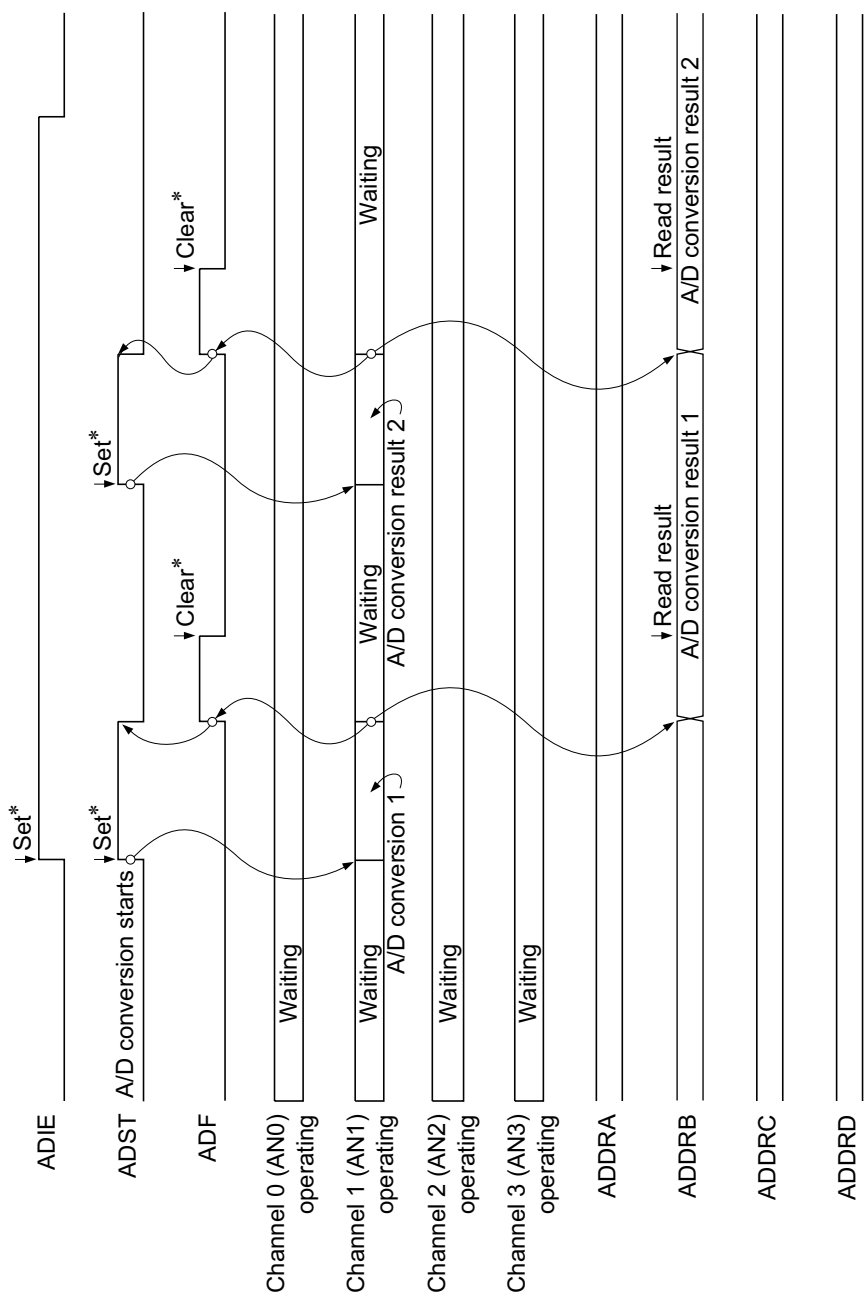 ADIE
Set*
ADST
A/D conversion starts
Set*
Set*
ADF
Clear*
Clear*
Channel 0 (AN0)
operating
Waiting
Channel 1 (AN1)
operating
Waiting
Waiting
Waiting
A/D conversion 1
A/D conversion result 2
Channel 2 (AN2)
operating
Waiting
Channel 3 (AN3)
operating
Waiting
ADDRA
ADDRB
Read result
Read result
A/D conversion result 1
A/D conversion result 2
ADDRC
ADDRD